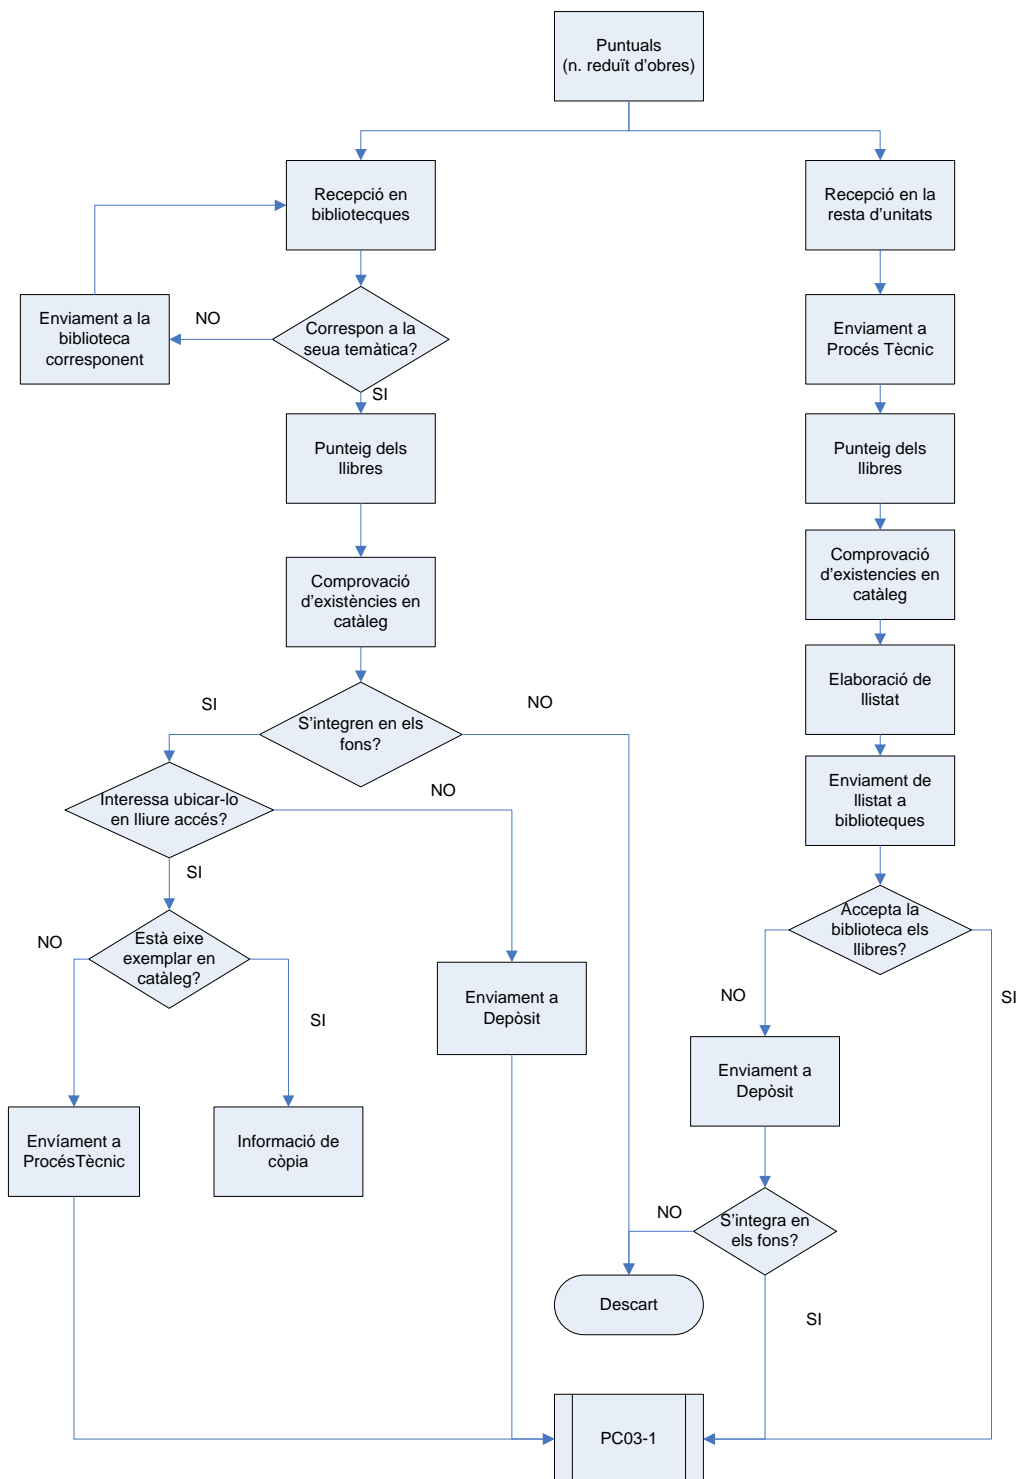 Puntuals
(n. reduït d'obres)
Recepció en
bibliotecques
Recepció en la
resta d'unitats
Enviament a la
biblioteca
corresponent
NO
Correspon a la
seua temàtica?
SI
Enviament a
Procés Tècnic
Punteig dels
llibres
Punteig dels
llibres
Comprovació
d'existències en
catàleg
Comprovació
d'existencies en
catàleg
Elaboració de
llistat
SI
S'integren en els
fons?
NO
Enviament de
llistat a
biblioteques
Interessa ubicar-lo
en lliure accés?
NO
SI
Accepta la
biblioteca els
llibres?
NO
Està eixe
exemplar en
catàleg?
SI
Enviament a
Depòsit
NO
SI
Enviament a
Depòsit
Envíament a
ProcésTècnic
Informació de
còpia
NO
S'integra en
els fons?
Descart
SI
PC03-1